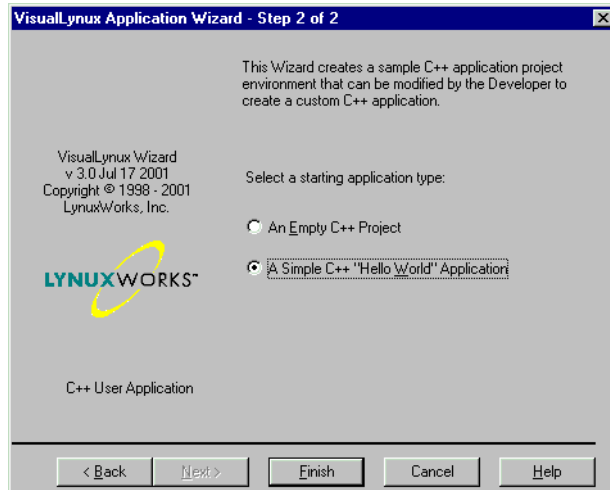 VisualLynux Application Wizard - Step 2 of 2
This Wizard creates a sample C++ application project
environment that can be modified by the Developer to
create a custom C++ application.
VisualLynux Wizard
v 3.0 Jul 17 2001
Copyright © 1998 - 2001
LynuxWorks, Inc.
Select a starting application type:
An Empty C++ Project
A Simple C++ "Hello World" Application
LYNUXWORKS™
C++ User Application
< Back
Next >
Finish
Cancel
Help